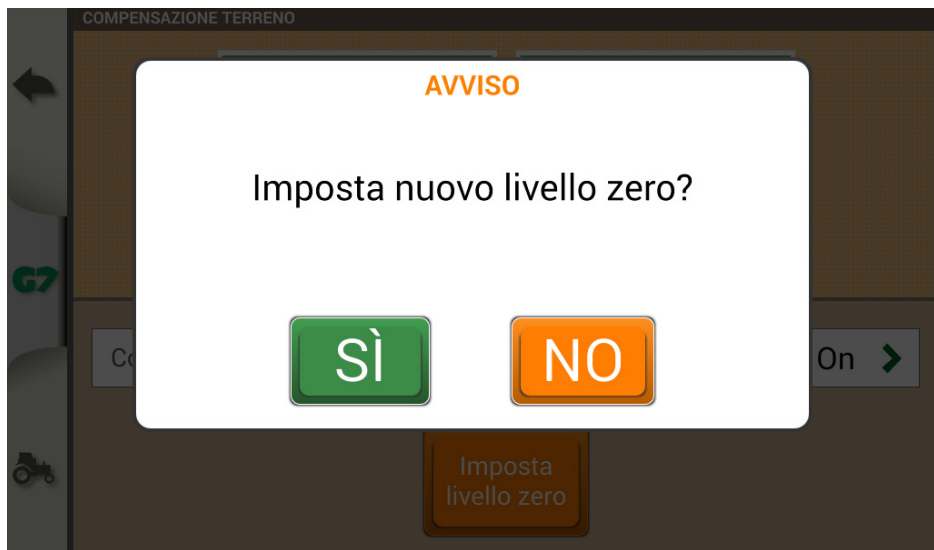 COMPENSAZIONE TERRENO
AVVISO
Imposta nuovo livello zero?
SÌ
NO
G7
On
Imposta
livello zero